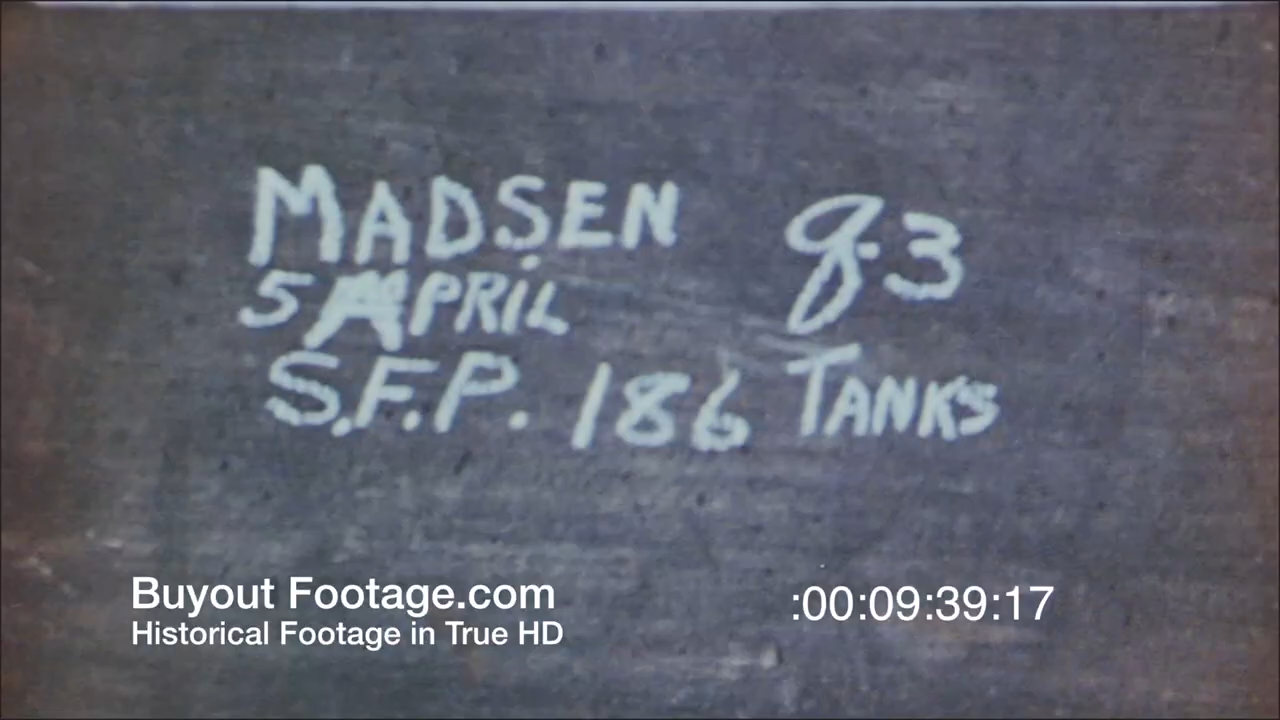 MADSEN 8-3
5 APRIL
S.F.P. 186 TANKS
Buyout Footage.com :00:09:39:17
Historical Footage in True HD